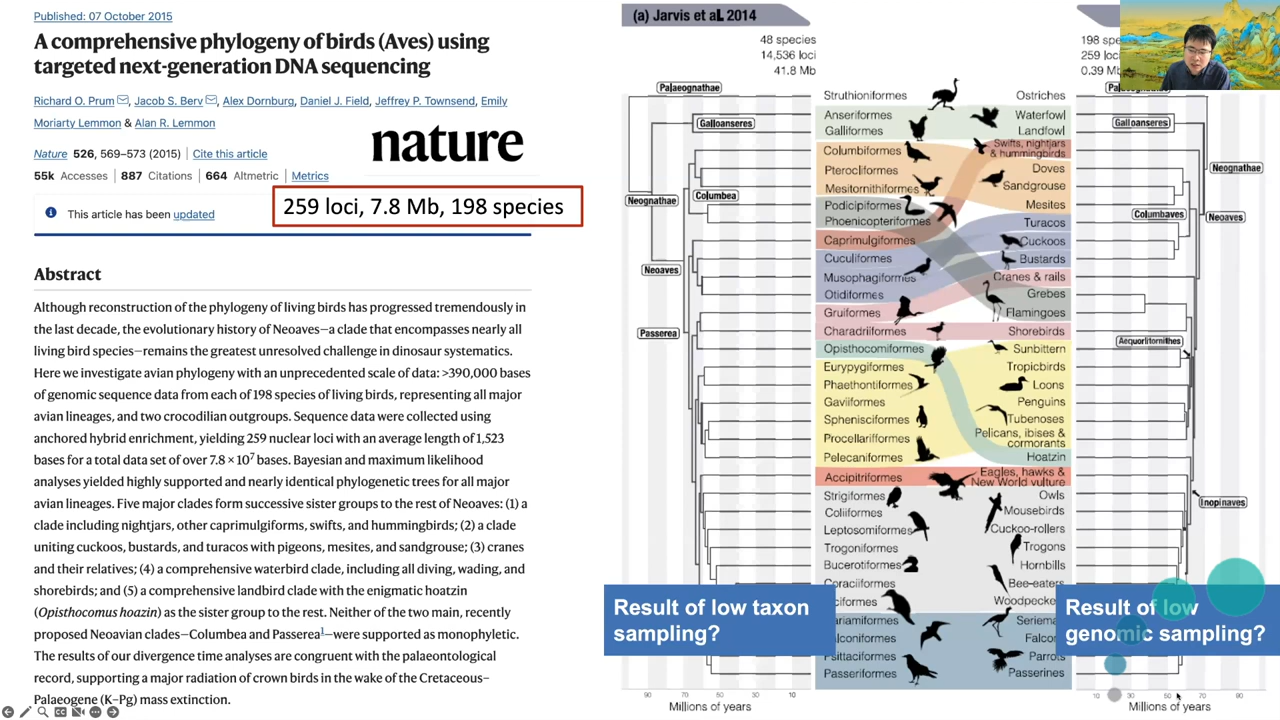 Published: 07 October 2015
A comprehensive phylogeny of birds (Aves) using
targeted next-generation DNA sequencing
Richard O. Prum, Jacob S. Berv, Alex Dornburg, Daniel J. Field, Jeffrey P. Townsend, Emily
Moriarty Lemmon & Alan R. Lemmon
nature
Nature 526, 569–573 (2015) | Cite this article
55k Accesses | 887 Citations | 664 Altmetric | Metrics
This article has been updated
259 loci, 7.8 Mb, 198 species
Abstract
Although reconstruction of the phylogeny of living birds has progressed tremendously in
the last decade, the evolutionary history of Neoaves—a clade that encompasses nearly all
living bird species—remains the greatest unresolved challenge in dinosaur systematics.
Here we investigate avian phylogeny with an unprecedented scale of data: >390,000 bases
of genomic sequence data from each of 198 species of living birds, representing all major
avian lineages, and two crocodilian outgroups. Sequence data were collected using
anchored hybrid enrichment, yielding 259 nuclear loci with an average length of 1,523
bases for a total data set of over 7.8 × 10⁷ bases. Bayesian and maximum likelihood
analyses yielded highly supported and nearly identical phylogenetic trees for all major
avian lineages. Five major clades form successive sister groups to the rest of Neoaves: (1) a
clade including nightjars, other caprimulgiforms, swifts, and hummingbirds; (2) a clade
uniting cuckoos, bustards, and turacos with pigeons, mesites, and sandgrouse; (3) cranes
and their relatives; (4) a comprehensive waterbird clade, including all diving, wading, and
shorebirds; and (5) a comprehensive landbird clade with the enigmatic hoatzin
(Opisthocomus hoazin) as the sister group to the rest. Neither of the two main, recently
proposed Neoavian clades—Columbea and Passerea¹—were supported as monophyletic.
The results of our divergence time analyses are congruent with the palaeontological
record, supporting a major radiation of crown birds in the wake of the Cretaceous–
Palaeogene (K–Pg) mass extinction.
(a) Jarvis et aL 2014
48 species
14,536 loci
41.8 Mb
198 spe
259 loci
0.39 Mb
Palaeognathae
Galloanseres
Columbea
Neognathae
Neoaves
Passerea
Struthioniformes
Anseriformes
Galliformes
Columbiformes
Pterocliformes
Mesitornithiformes
Podicipiformes
Phoenicopteriformes
Caprimulgiformes
Cuculiformes
Musophagiformes
Otidiformes
Gruiformes
Charadriiformes
Opisthocomiformes
Eurypygiformes
Phaethontiformes
Gaviiformes
Sphenisciformes
Procellariiformes
Pelecaniformes
Accipitriformes
Strigiformes
Coliiformes
Leptosomiformes
Trogoniformes
Bucerotiformes
Coraciiformes
ciformes
ariamiformes
alconiformes
Psittaciformes
Passeriformes
Ostriches
Waterfowl
Landfowl
Swifts, nightjars
& hummingbirds
Doves
Sandgrouse
Mesites
Turacos
Cuckoos
Bustards
Cranes & rails
Grebes
Flamingoes
Shorebirds
Sunbittern
Tropicbirds
Loons
Penguins
Tubenoses
Pelicans, ibises &
cormorants
Hoatzin
Eagles, hawks &
New World vulture
Owls
Mousebirds
Cuckoo-rollers
Trogons
Hornbills
Bee-eaters
Woodpecke
Seriema
Falcon
Parrots
Passerines
Galloanseres
Neognathae
Columbaves
Neoaves
Aequorlitornithes
Inopinaves
Result of low taxon
sampling?
Result of low
genomic sampling?
90 70 50 30 10
Millions of years
10 30 50 70 90
Millions of years